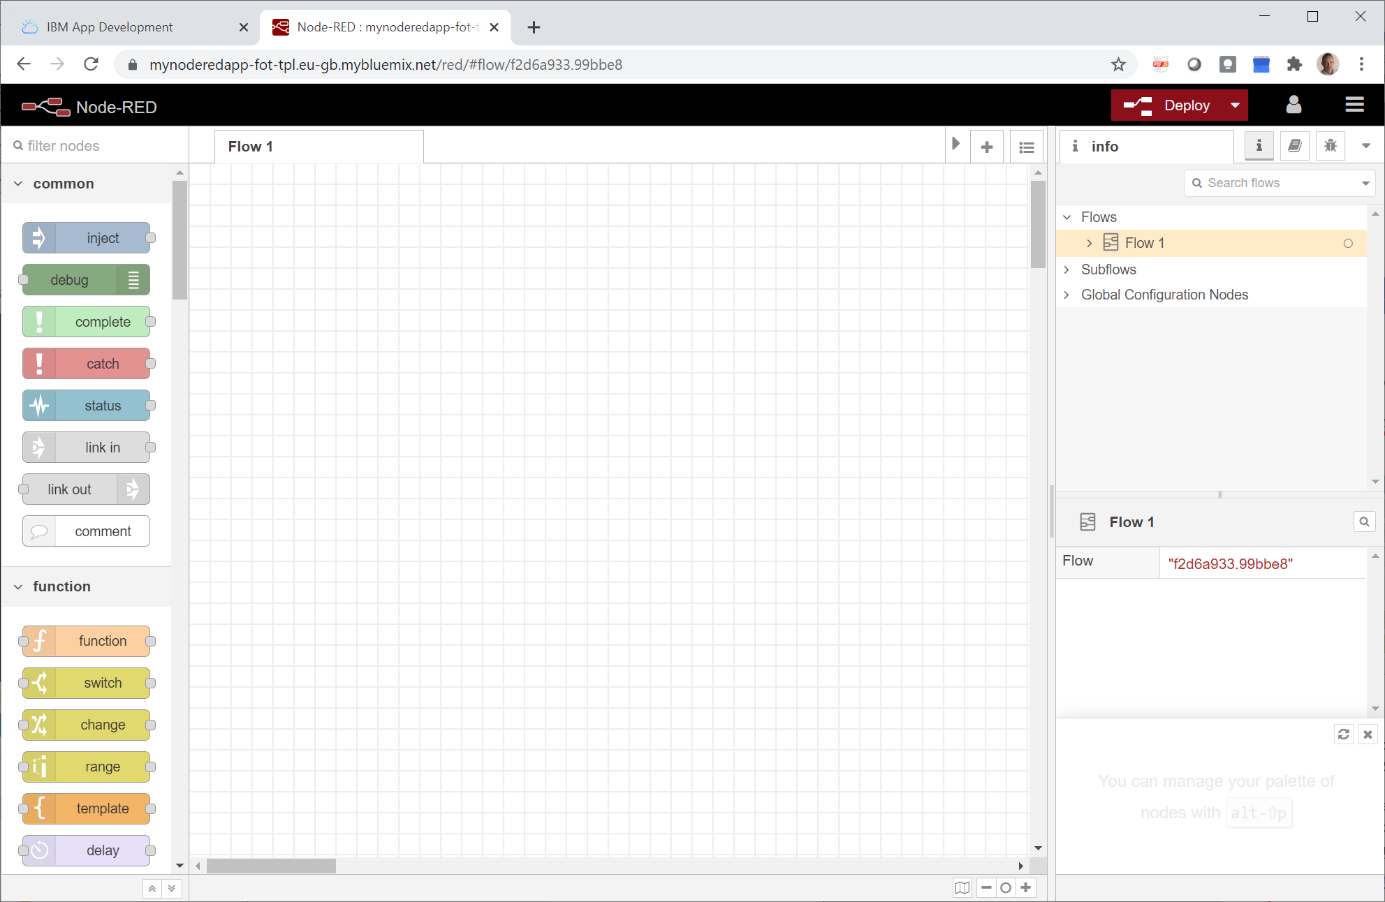 IBM App Development
Node-RED : mynoderedapp-fot-t
mynoderedapp-fot-tpl.eu-gb.mybluemix.net/red/#flow/f2d6a933.99bbe8
Node-RED
Deploy
filter nodes
Flow 1
i info
i
Search flows
common
inject
debug
complete
catch
status
link in
link out
comment
function
function
switch
change
range
template
delay
Flows
Flow 1
Subflows
Global Configuration Nodes
Flow 1
Flow "f2d6a933.99bbe8"
You can manage your palette of
nodes with alt-⇧p